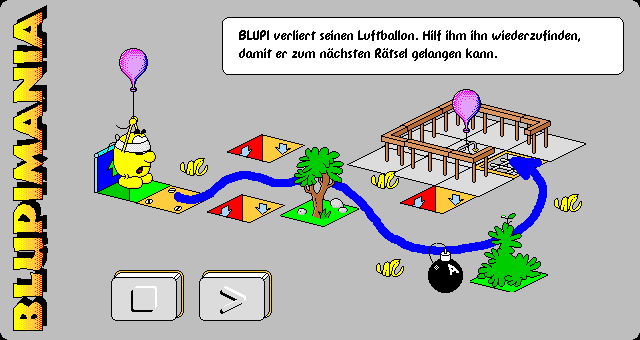 BLUPIMANIA
BLUPI verliert seinen Luftballon. Hilf ihm ihn wiederzufinden,
damit er zum nächsten Rätsel gelangen kann.
A